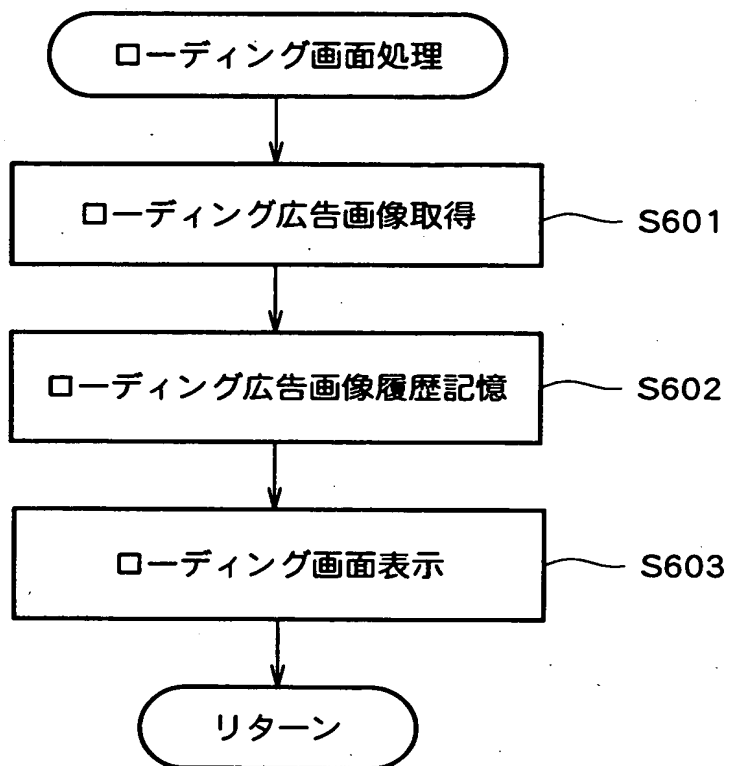 ローディング画面処理
ローディング広告画像取得
S601
ローディング広告画像履歴記憶
S602
ローディング画面表示
S603
リターン